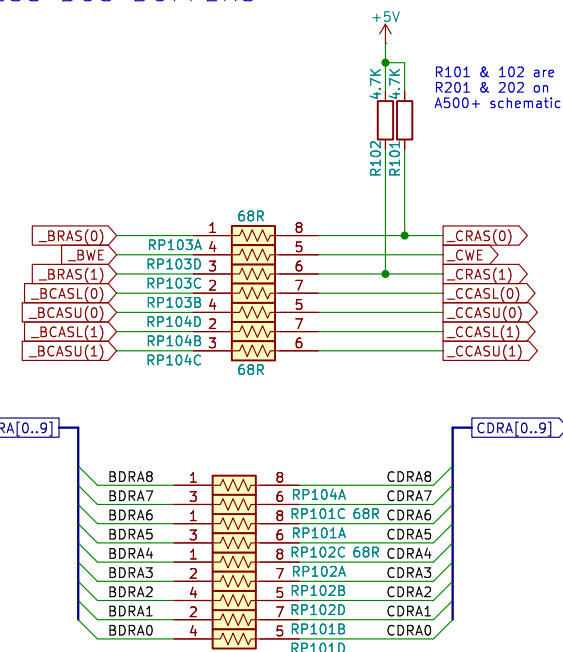 +5V
4.7K
4.7K
R101 & 102 are
R201 & 202 on
A500+ schematic
R102
R101
68R
_BRAS(0) 1 8 _CRAS(0)
RP103A
_BWE 4 5 _CWE
RP103D
_BRAS(1) 3 6 _CRAS(1)
RP103C
_BCASL(0) 2 7 _CCASL(0)
RP103B
_BCASU(0) 4 5 _CCASU(0)
RP104D
_BCASL(1) 2 7 _CCASL(1)
RP104B
_BCASU(1) 3 6 _CCASU(1)
RP104C
68R
RA[0..9] CDRA[0..9]
BDRA8 1 8 CDRA8
RP104A
BDRA7 3 6 CDRA7
RP101C 68R
BDRA6 1 8 CDRA6
RP101A
BDRA5 3 6 CDRA5
RP102C 68R
BDRA4 1 8 CDRA4
RP102A
BDRA3 2 7 CDRA3
RP102B
BDRA2 4 5 CDRA2
RP102D
BDRA1 2 7 CDRA1
RP101B
BDRA0 4 5 CDRA0
RP101D